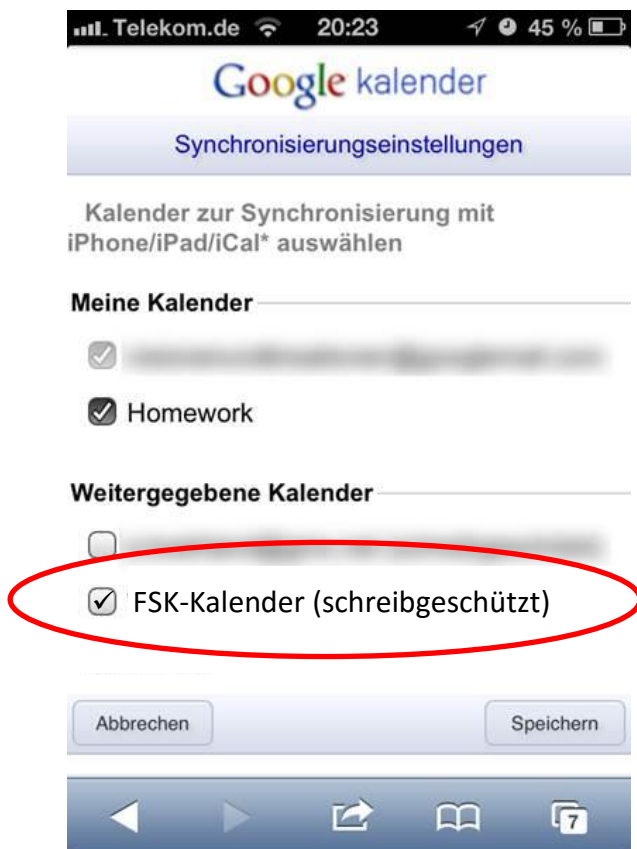 Telekom.de 20:23 45 %
Google kalender
Synchronisierungseinstellungen
Kalender zur Synchronisierung mit
iPhone/iPad/iCal* auswählen
Meine Kalender
Homework
Weitergegebene Kalender
FSK-Kalender (schreibgeschützt)
Abbrechen Speichern
7